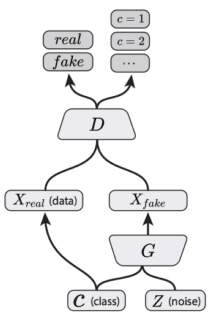 c = 1
real
c = 2
fake
...
D
X_real (data)
X_fake
G
C (class)
Z (noise)